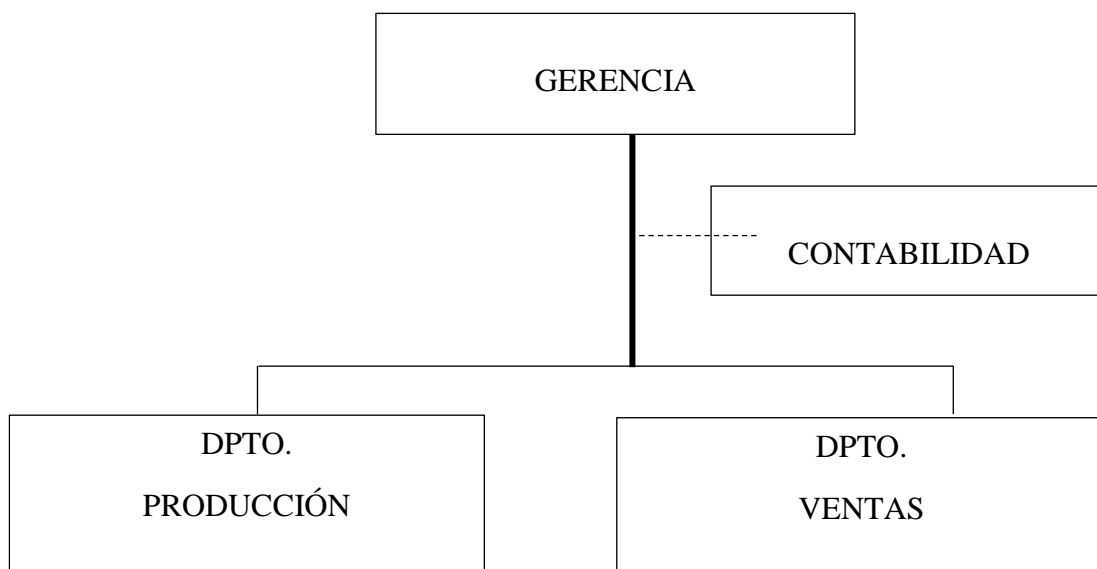 GERENCIA
CONTABILIDAD
DPTO.
PRODUCCIÓN
DPTO.
VENTAS